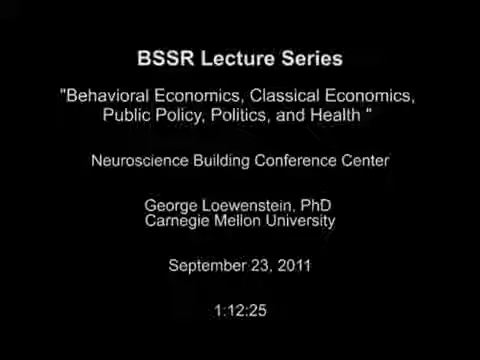 BSSR Lecture Series
"Behavioral Economics, Classical Economics,
Public Policy, Politics, and Health "
Neuroscience Building Conference Center
George Loewenstein, PhD
Carnegie Mellon University
September 23, 2011
1:12:25